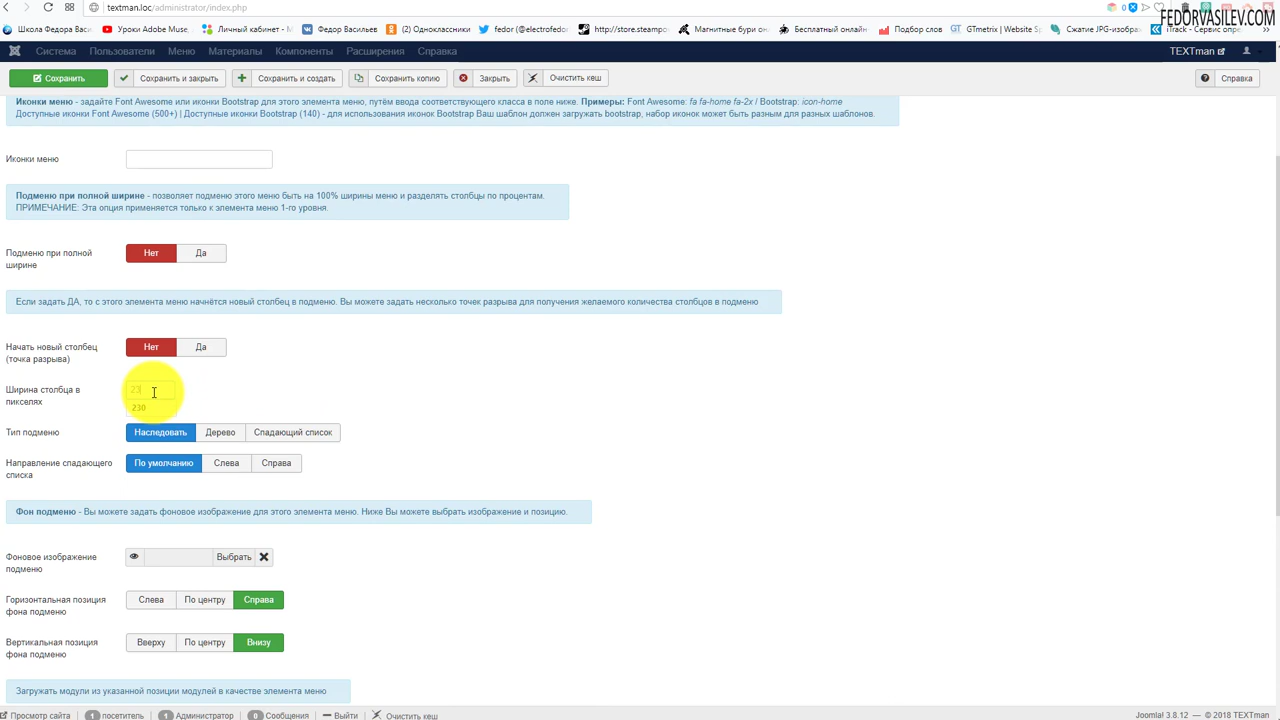 textman.loc/administrator/index.php
FEDORVASILEV.COM
Школа Федора Васил
Уроки Adobe Muse,
Личный кабинет -
Федор Васильев
(2) Одноклассники
fedor (@electrofedor
http://store.steampo
Магнитные бури он
Бесплатный онлайн
Подбор слов
GTmetrix | Website Sp
Сжатие JPG-изобра
iTrack - Сервис опре
Система
Пользователи
Меню
Материалы
Компоненты
Расширения
Справка
TEXTman
Сохранить
Сохранить и закрыть
Сохранить и создать
Сохранить копию
Закрыть
Очистить кеш
Справка
Иконки меню - задайте Font Awesome или иконки Bootstrap для этого элемента меню, путём ввода соответствующего класса в поле ниже. Примеры: Font Awesome: fa fa-home fa-2x / Bootstrap: icon-home
Доступные иконки Font Awesome (500+) | Доступные иконки Bootstrap (140) - для использования иконок Bootstrap Ваш шаблон должен загружать bootstrap, набор иконок может быть разным для разных шаблонов.
Иконки меню
Подменю при полной ширине - позволяет подменю этого меню быть на 100% ширины меню и разделять столбцы по процентам.
ПРИМЕЧАНИЕ: Эта опция применяется только к элемента меню 1-го уровня.
Подменю при полной
ширине
Нет
Да
Если задать ДА, то с этого элемента меню начнётся новый столбец в подменю. Вы можете задать несколько точек разрыва для получения желаемого количества столбцов в подменю
Начать новый столбец
(точка разрыва)
Нет
Да
Ширина столбца в
пикселях
23
230
Тип подменю
Наследовать
Дерево
Спадающий список
Направление спадающего
списка
По умолчанию
Слева
Справа
Фон подменю - Вы можете задать фоновое изображение для этого элемента меню. Ниже Вы можете выбрать изображение и позицию.
Фоновое изображение
подменю
Выбрать
Горизонтальная позиция
фона подменю
Слева
По центру
Справа
Вертикальная позиция
фона подменю
Вверху
По центру
Внизу
Загружать модули из указанной позиции модулей в качестве элемента меню
Просмотр сайта
1 посетитель
1 Администратор
0 Сообщения
Выйти
Очистить кеш
Joomla! 3.8.12 — © 2018 TEXTman